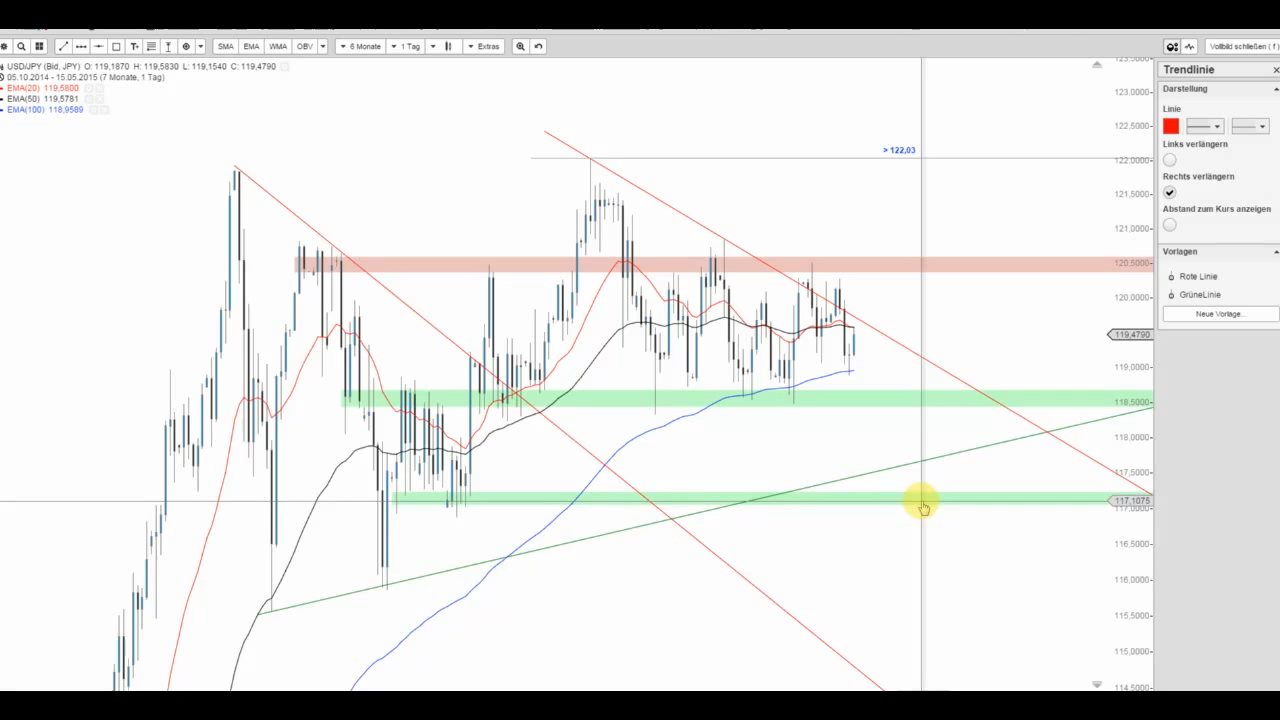 SMA EMA WMA OBV 6 Monate 1 Tag Extras Vollbild schließen ( f )
USD/JPY (Bid, JPY) O: 119,1870 H: 119,5830 L: 119,1540 C: 119,4790
05.10.2014 - 15.05.2015 (7 Monate, 1 Tag)
EMA(20) 119,5800
EMA(50) 119,5781
EMA(100) 118,9589
> 122,03
123,0000
122,5000
122,0000
121,5000
121,0000
120,5000
120,0000
119,4790
119,0000
118,5000
118,0000
117,5000
117,1075
117,0000
116,5000
116,0000
115,5000
115,0000
114,5000
Trendlinie
Darstellung
Linie
Links verlängern
Rechts verlängern
Abstand zum Kurs anzeigen
Vorlagen
Rote Linie
GrüneLinie
Neue Vorlage...